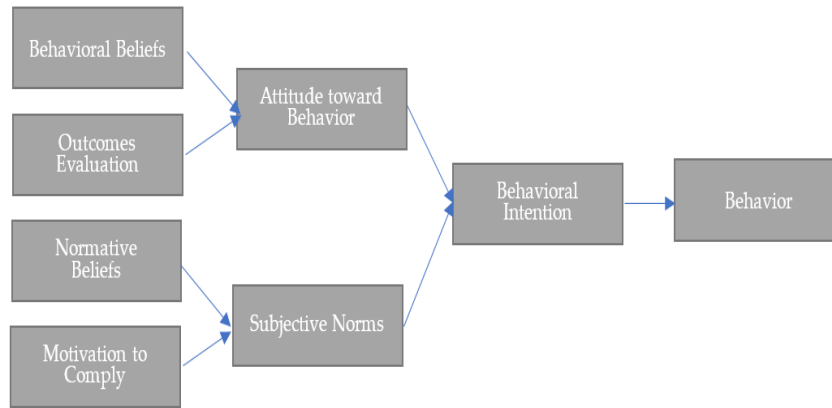 Behavioral Beliefs
Outcomes
Evaluation
Normative
Beliefs
Motivation to
Comply
Attitude toward
Behavior
Subjective Norms
Behavioral
Intention
Behavior